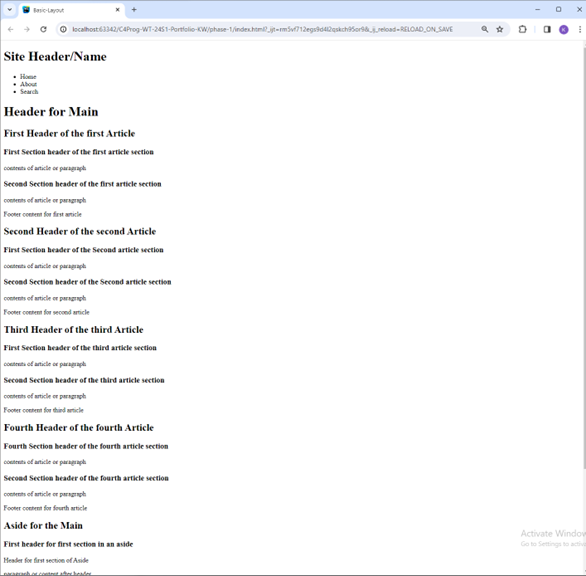 Basic-Layout
localhost:63342/C4Prog-WT-24S1-Portfolio-KW/phase-1/index.html?_ijt=rm5vf712egs9d4l2qskch95or9&_ij_reload=RELOAD_ON_SAVE
K
Site Header/Name
Home
About
Search
Header for Main
First Header of the first Article
First Section header of the first article section
contents of article or paragraph
Second Section header of the first article section
contents of article or paragraph
Footer content for first article
Second Header of the second Article
First Section header of the Second article section
contents of article or paragraph
Second Section header of the Second article section
contents of article or paragraph
Footer content for second article
Third Header of the third Article
First Section header of the third article section
contents of article or paragraph
Second Section header of the third article section
contents of article or paragraph
Footer content for third article
Fourth Header of the fourth Article
Fourth Section header of the fourth article section
contents of article or paragraph
Second Section header of the fourth article section
contents of article or paragraph
Footer content for fourth article
Aside for the Main
First header for first section in an aside
Header for first section of Aside
paragraph or content after header
Activate Window
Go to Settings to activ